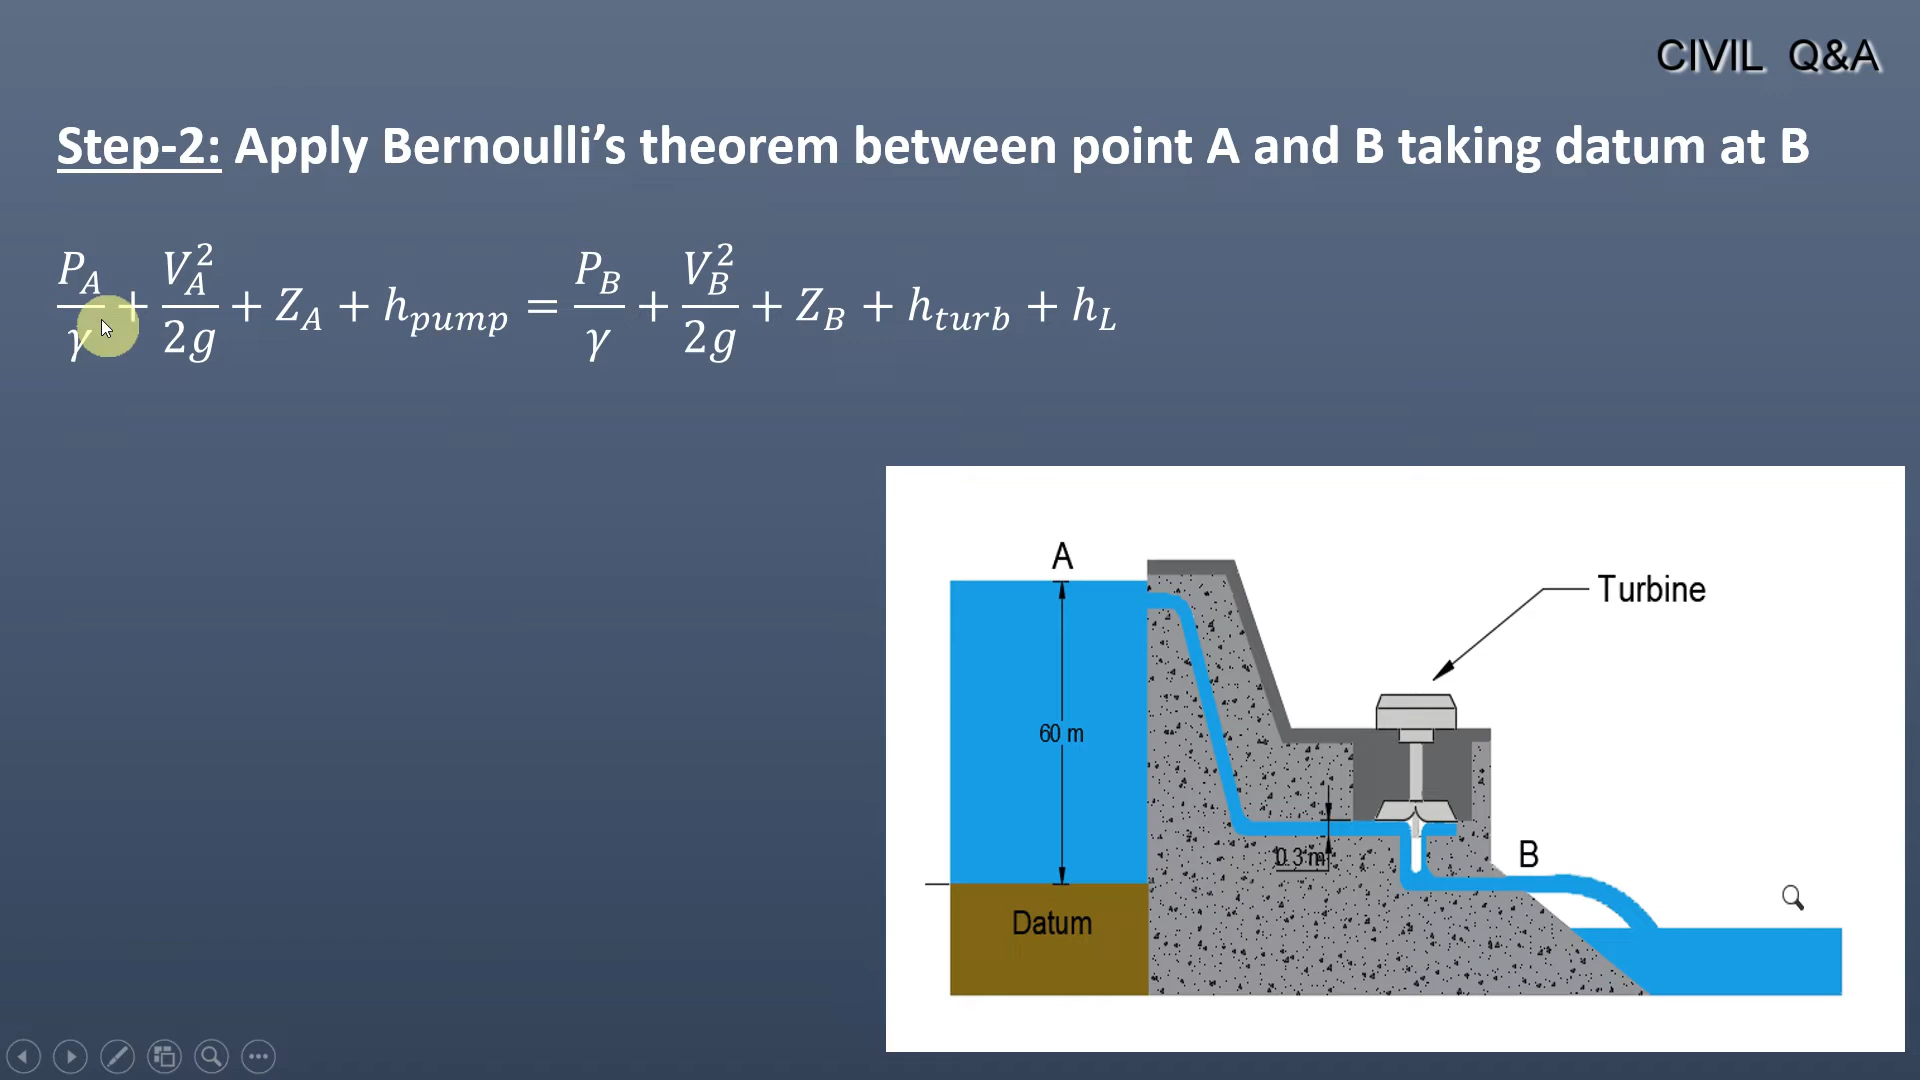 CIVIL Q&A
Step-2: Apply Bernoulli’s theorem between point A and B taking datum at B
P_A/γ + V_A^2/2g + Z_A + h_pump = P_B/γ + V_B^2/2g + Z_B + h_turb + h_L
A
Turbine
60 m
0.3 m
B
Datum